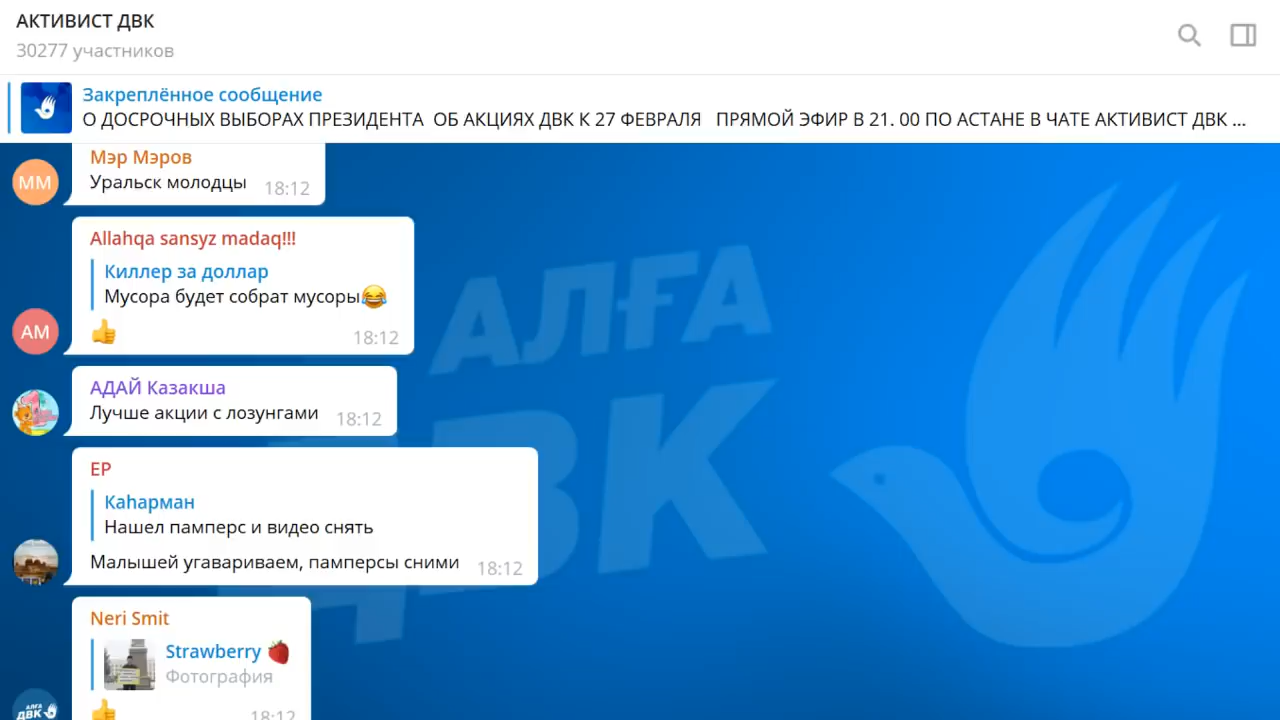 АКТИВИСТ ДВК
30277 участников
Закреплённое сообщение
О ДОСРОЧНЫХ ВЫБОРАХ ПРЕЗИДЕНТА ОБ АКЦИЯХ ДВК К 27 ФЕВРАЛЯ ПРЯМОЙ ЭФИР В 21. 00 ПО АСТАНЕ В ЧАТЕ АКТИВИСТ ДВК ...
Мэр Мэров
ММ
Уральск молодцы 18:12
Allahqa sansyz madaq!!!
Киллер за доллар
Мусора будет собрат мусоры😂
AM
👍 18:12
АДАЙ Казакша
Лучше акции с лозунгами 18:12
ЕР
Каһарман
Нашел памперс и видео снять
Малышей угавариваем, памперсы сними 18:12
Neri Smit
Strawberry 🍓
Фотография
👍 18:12
АЛҒА
ДВК
АЛҒА
ДВК